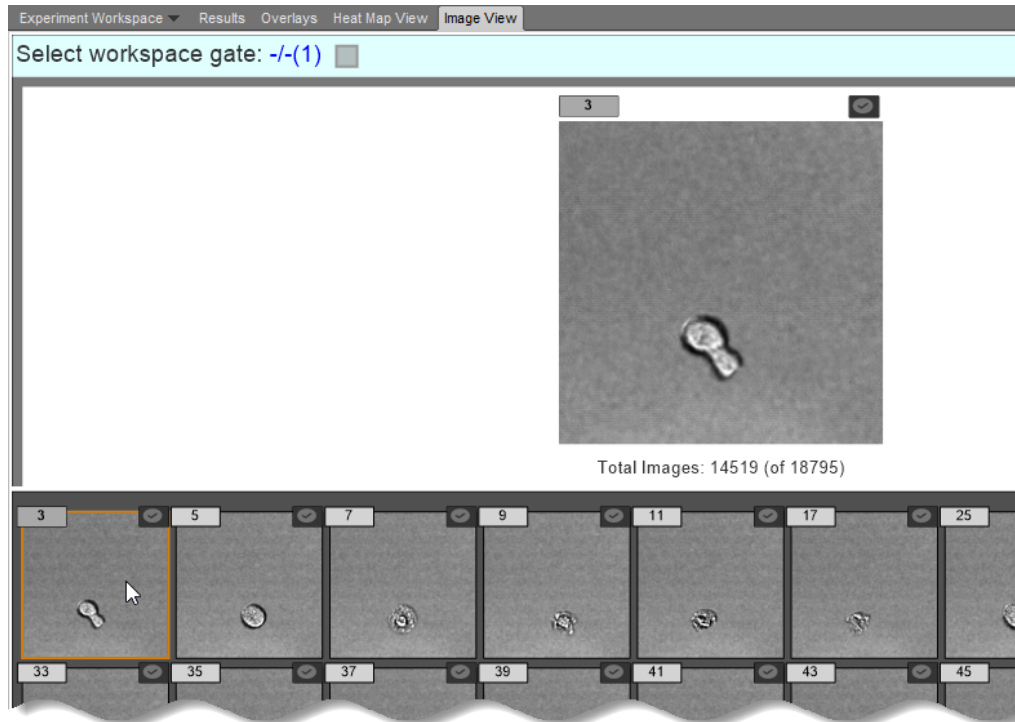 Experiment Workspace Results Overlays Heat Map View Image View
Select workspace gate: -/-(1)
3
Total Images: 14519 (of 18795)
3 5 7 9 11 17 25
33 35 37 39 41 43 45